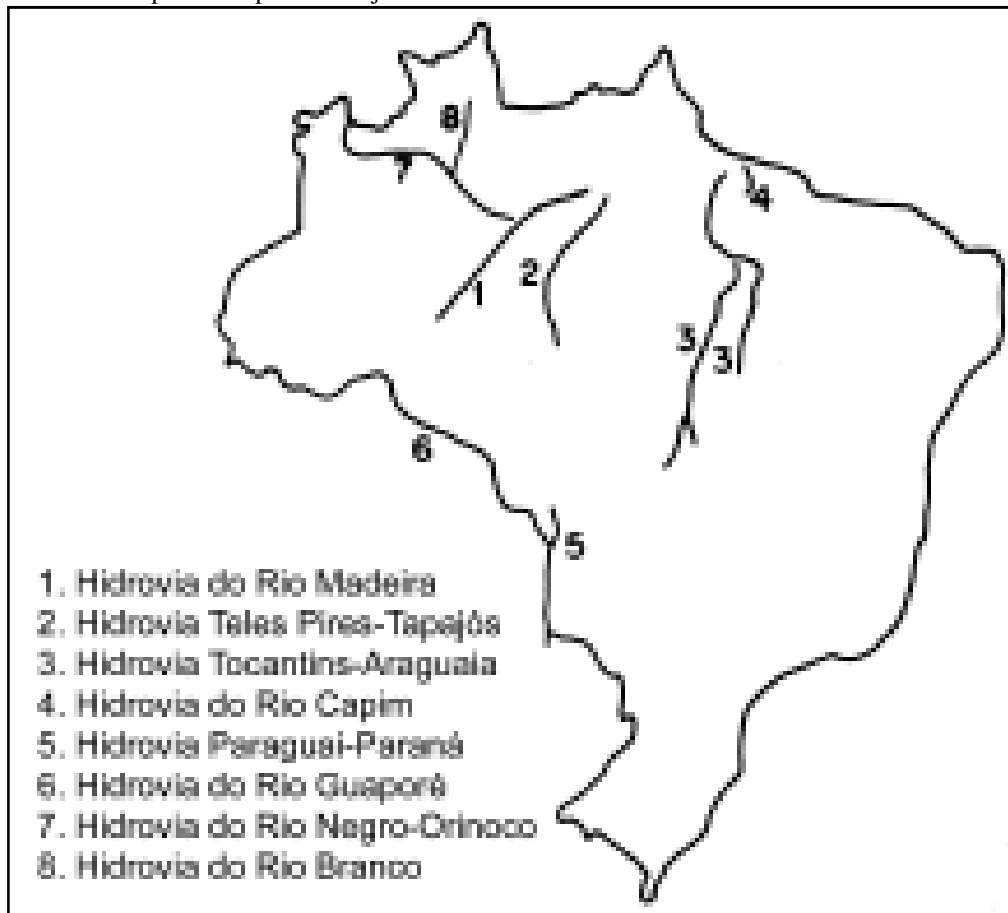 8
7
4
2
1
3
3
6
5
1. Hidrovia do Rio Madeira
2. Hidrovia Teles Pires-Tapajós
3. Hidrovia Tocantins-Araguaia
4. Hidrovia do Rio Capim
5. Hidrovia Paraguai-Paraná
6. Hidrovia do Rio Guaporé
7. Hidrovia do Rio Negro-Orinoco
8. Hidrovia do Rio Branco